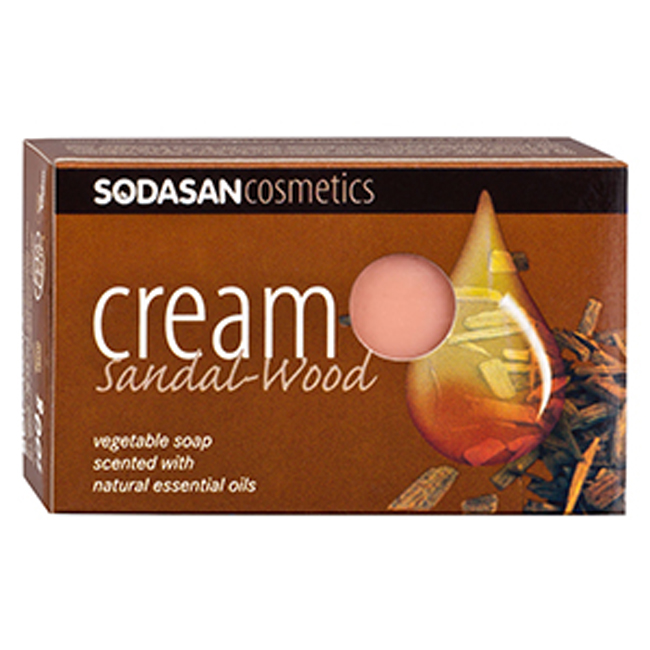 SODASANcosmetics
cream
Sandal-Wood
vegetable soap
scented with
natural essential oils